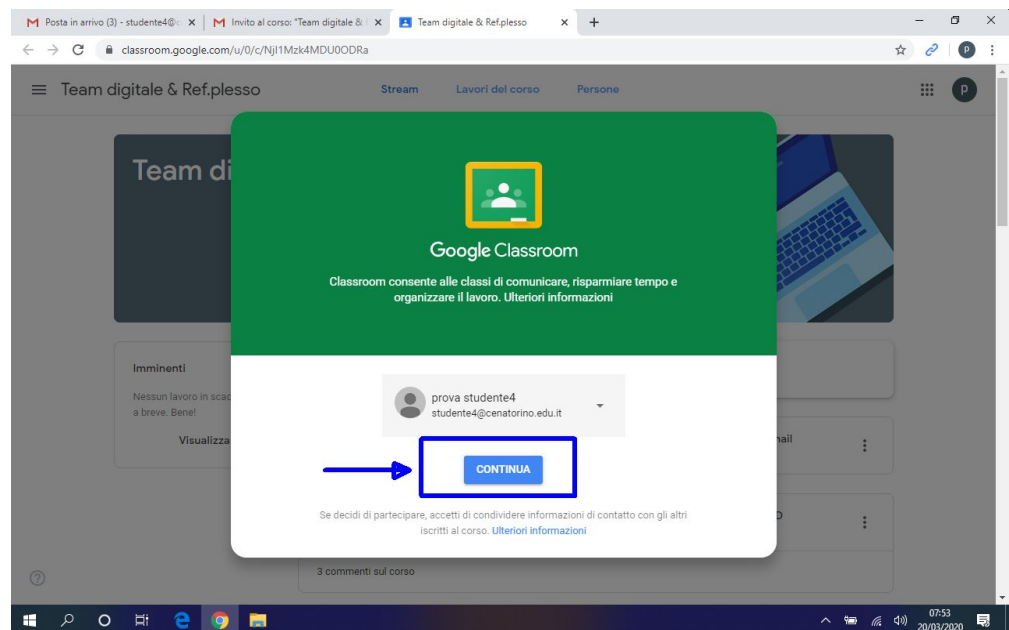 Posta in arrivo (3) - studente4@c
Invito al corso: "Team digitale &
Team digitale & Ref.plesso
classroom.google.com/u/0/c/NjI1Mzk4MDU0ODRa
Team digitale & Ref.plesso
Stream
Lavori del corso
Persone
P
P
Team di
Google Classroom
Classroom consente alle classi di comunicare, risparmiare tempo e
organizzare il lavoro. Ulteriori informazioni
Imminenti
Nessun lavoro in scad
a breve. Bene!
Visualizza
prova studente4
studente4@cenatorino.edu.it
CONTINUA
nail
Se decidi di partecipare, accetti di condividere informazioni di contatto con gli altri
iscritti al corso. Ulteriori informazioni
3 commenti sul corso
07:53
20/03/2020